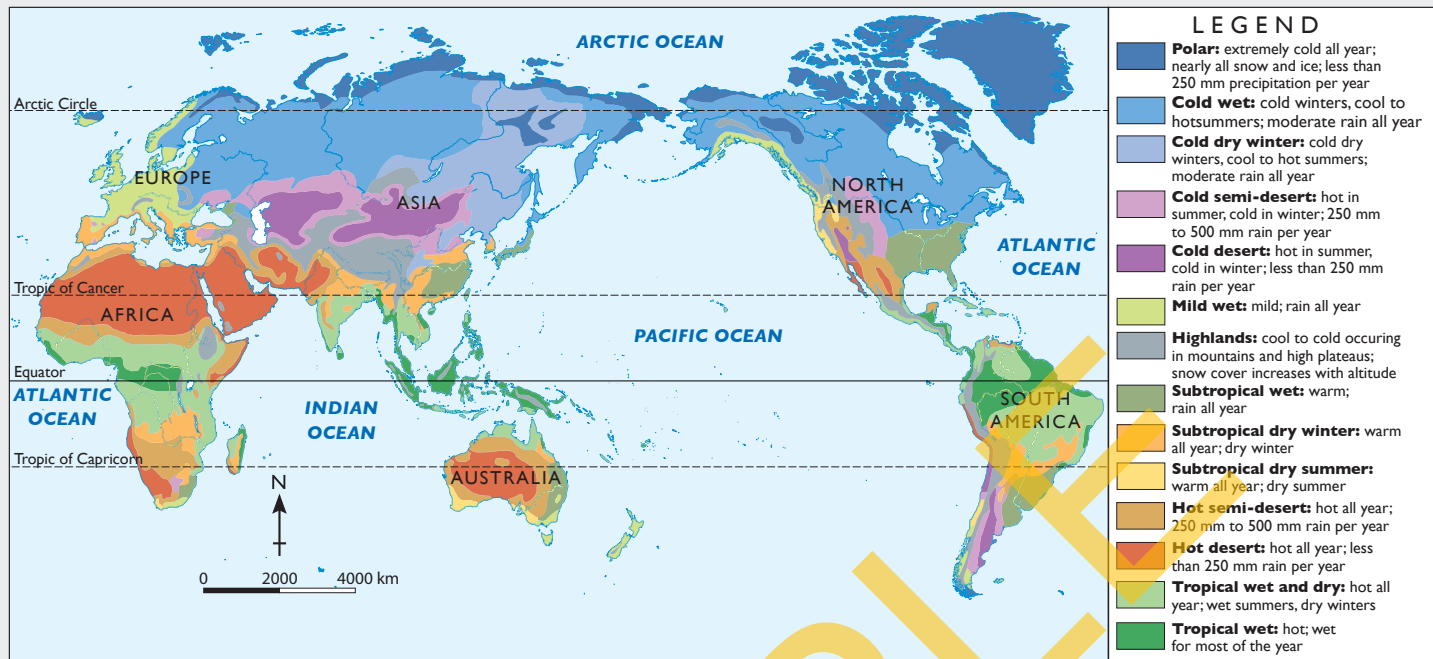 ARCTIC OCEAN
Arctic Circle
EUROPE
ASIA
NORTH
AMERICA
ATLANTIC
OCEAN
Tropic of Cancer
AFRICA
PACIFIC OCEAN
Equator
ATLANTIC
OCEAN
INDIAN
OCEAN
SOUTH
AMERICA
Tropic of Capricorn
AUSTRALIA
N
0 2000 4000 km
LEGEND
Polar: extremely cold all year;
nearly all snow and ice; less than
250 mm precipitation per year
Cold wet: cold winters, cool to
hotsummers; moderate rain all year
Cold dry winter: cold dry
winters, cool to hot summers;
moderate rain all year
Cold semi-desert: hot in
summer, cold in winter; 250 mm
to 500 mm rain per year
Cold desert: hot in summer,
cold in winter; less than 250 mm
rain per year
Mild wet: mild; rain all year
Highlands: cool to cold occuring
in mountains and high plateaus;
snow cover increases with altitude
Subtropical wet: warm;
rain all year
Subtropical dry winter: warm
all year; dry winter
Subtropical dry summer:
warm all year; dry summer
Hot semi-desert: hot all year;
250 mm to 500 mm rain per year
Hot desert: hot all year; less
than 250 mm rain per year
Tropical wet and dry: hot all
year; wet summers, dry winters
Tropical wet: hot; wet
for most of the year